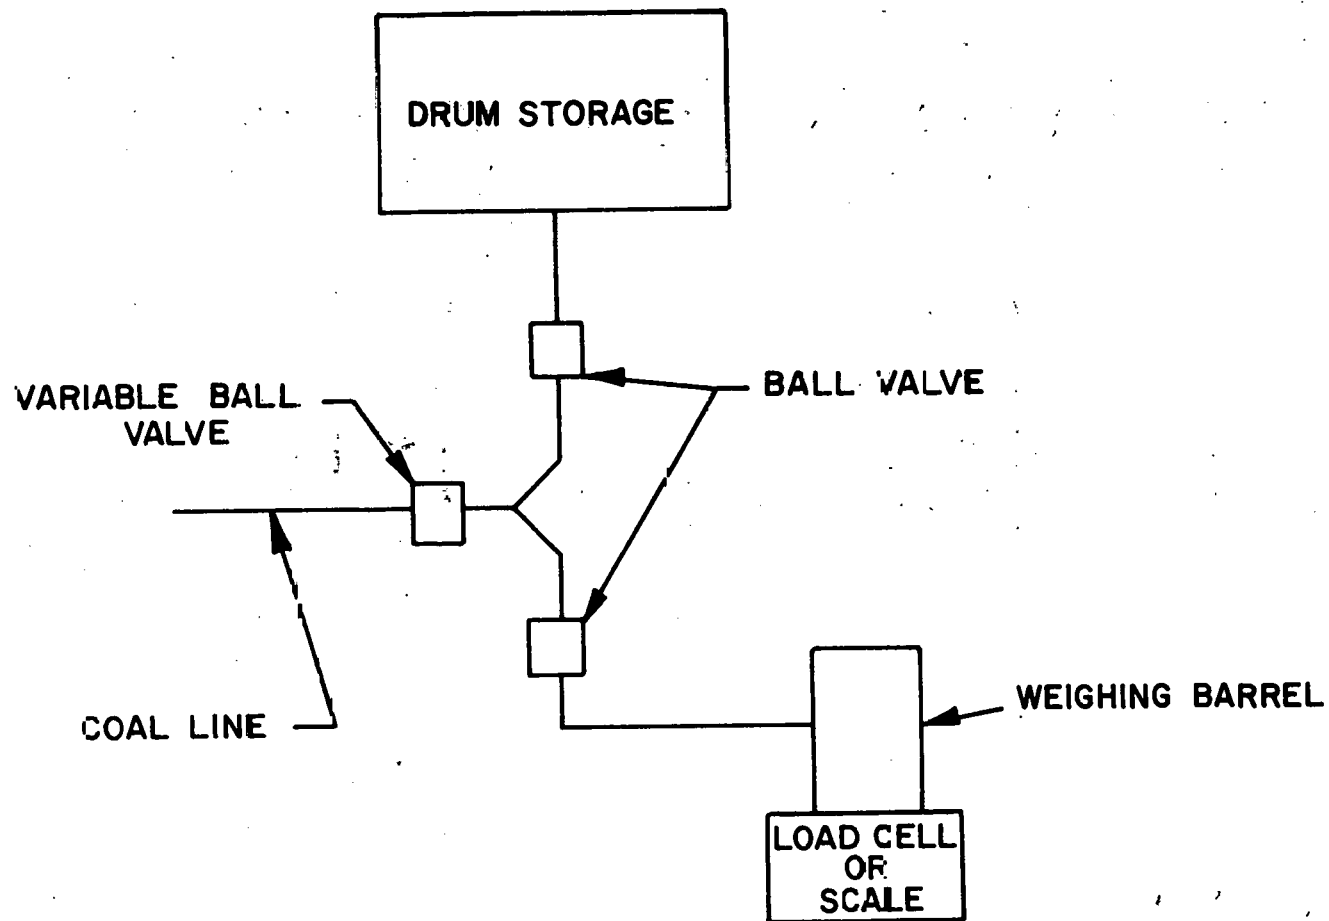 DRUM STORAGE
VARIABLE BALL
VALVE
BALL VALVE
COAL LINE
WEIGHING BARREL
LOAD CELL
OR
SCALE